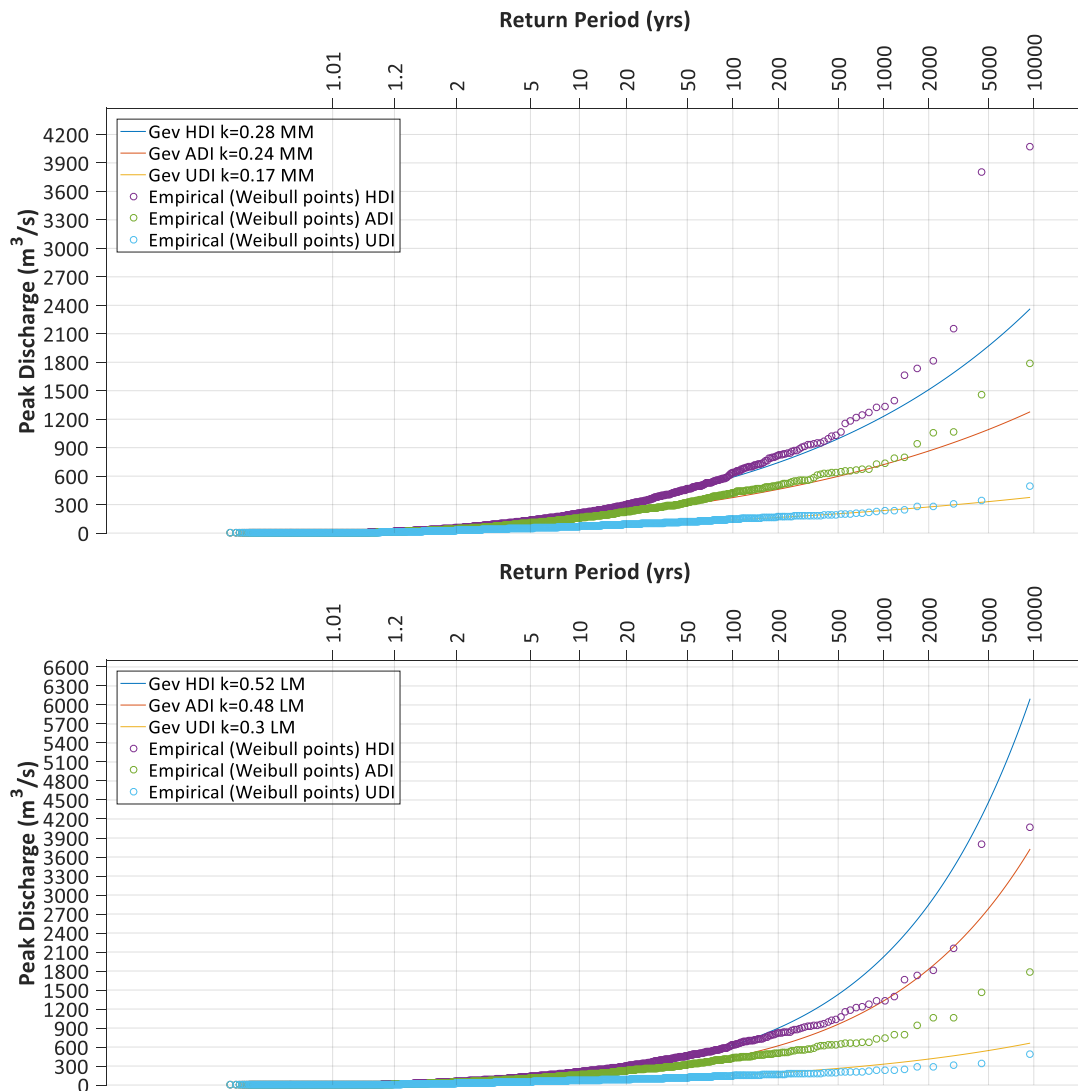 Return Period (yrs)
1.01 1.2 2 5 10 20 50 100 200 500 1000 2000 5000 10000
Peak Discharge (m³/s)
4200
3900
3600
3300
3000
2700
2400
2100
1800
1500
1200
900
600
300
0
Gev HDI k=0.28 MM
Gev ADI k=0.24 MM
Gev UDI k=0.17 MM
Empirical (Weibull points) HDI
Empirical (Weibull points) ADI
Empirical (Weibull points) UDI
Return Period (yrs)
1.01 1.2 2 5 10 20 50 100 200 500 1000 2000 5000 10000
Peak Discharge (m³/s)
6600
6300
6000
5700
5400
5100
4800
4500
4200
3900
3600
3300
3000
2700
2400
2100
1800
1500
1200
900
600
300
0
Gev HDI k=0.52 LM
Gev ADI k=0.48 LM
Gev UDI k=0.3 LM
Empirical (Weibull points) HDI
Empirical (Weibull points) ADI
Empirical (Weibull points) UDI